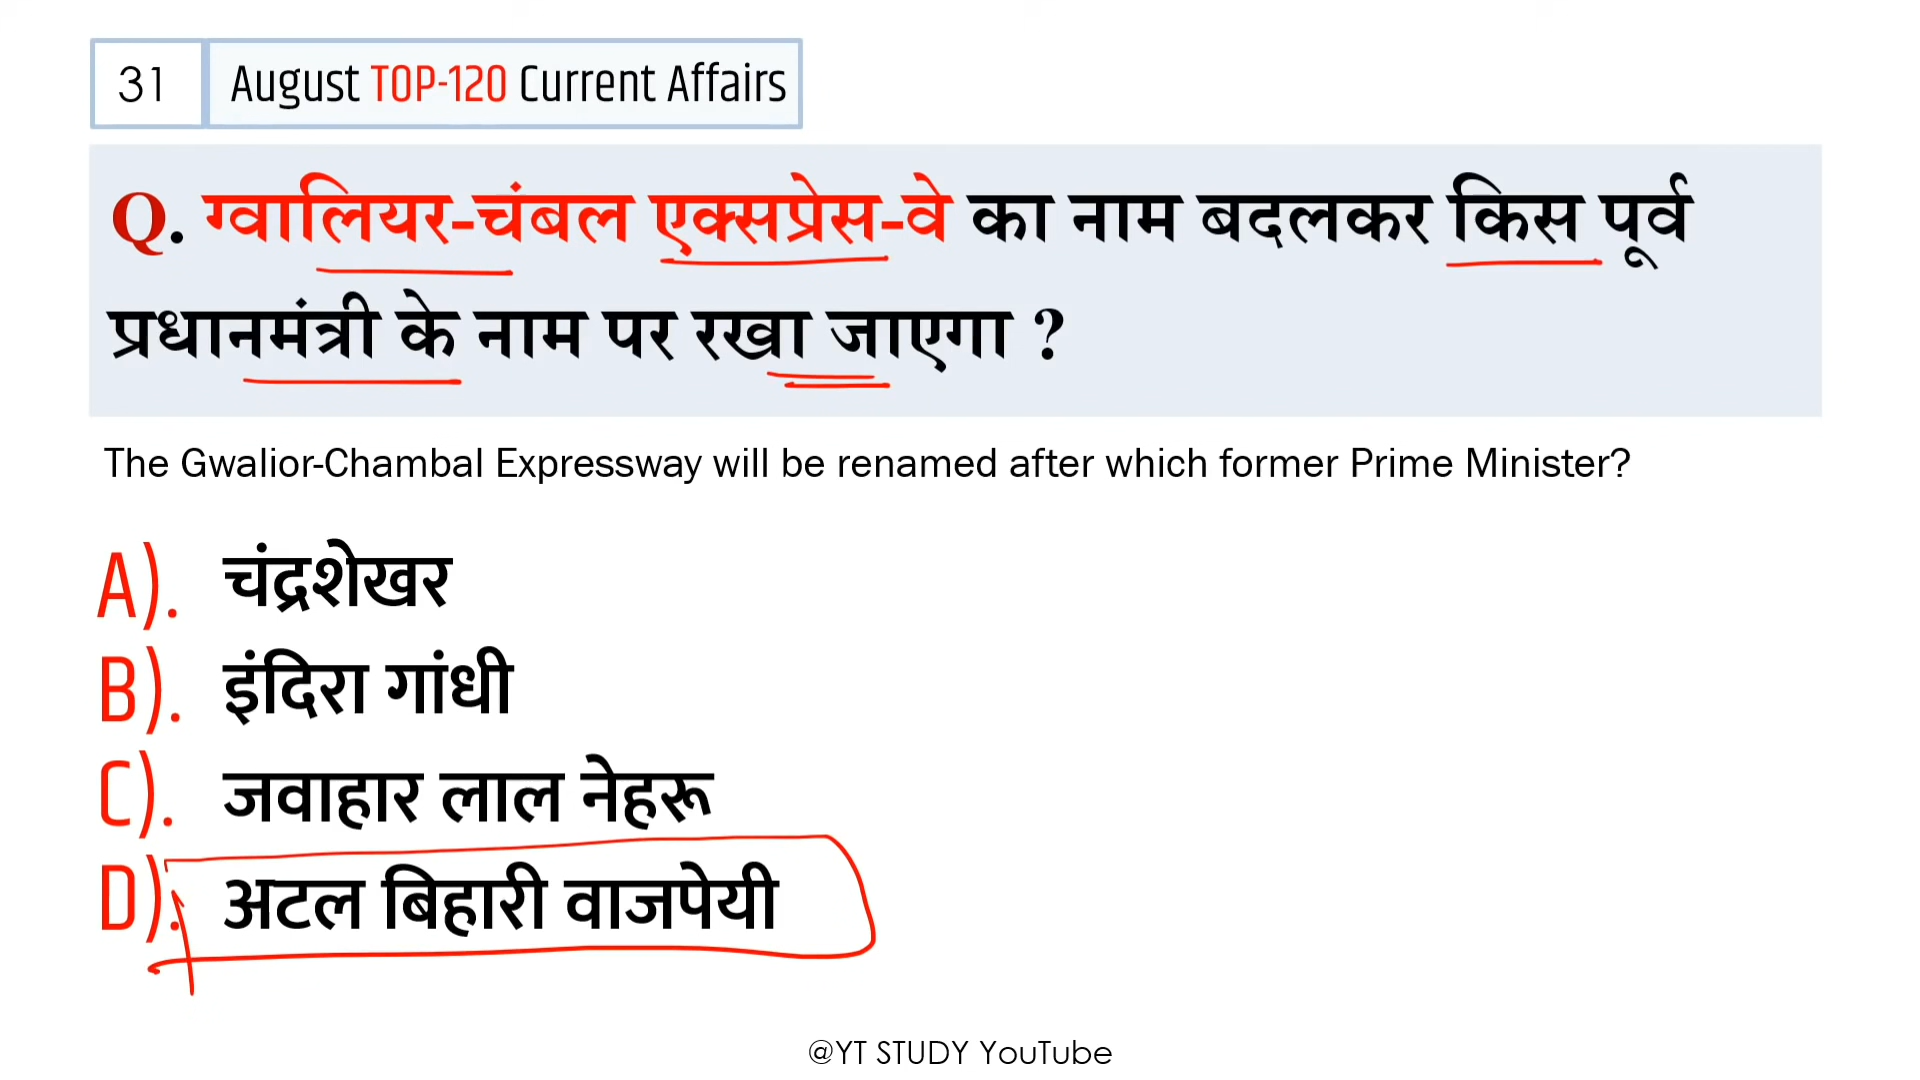 31 August TOP-120 Current Affairs
Q. ग्वालियर-चंबल एक्सप्रेस-वे का नाम बदलकर किस पूर्व
प्रधानमंत्री के नाम पर रखा जाएगा ?
The Gwalior-Chambal Expressway will be renamed after which former Prime Minister?
A). चंद्रशेखर
B). इंदिरा गांधी
C). जवाहार लाल नेहरू
D). अटल बिहारी वाजपेयी
@YT STUDY YouTube